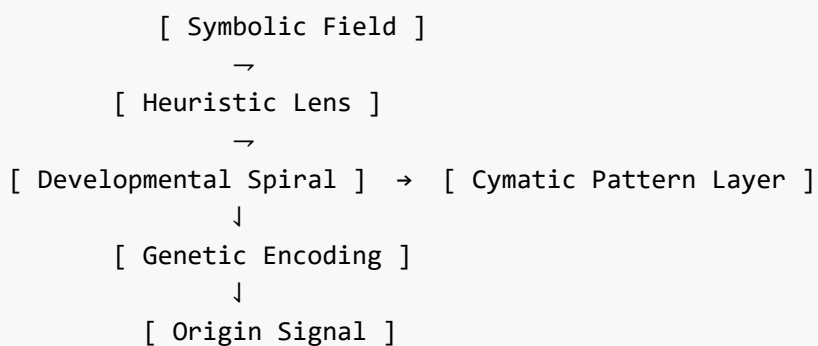 [ Symbolic Field ]
⇁
[ Heuristic Lens ]
⇁
[ Developmental Spiral ] → [ Cymatic Pattern Layer ]
⇃
[ Genetic Encoding ]
⇃
[ Origin Signal ]